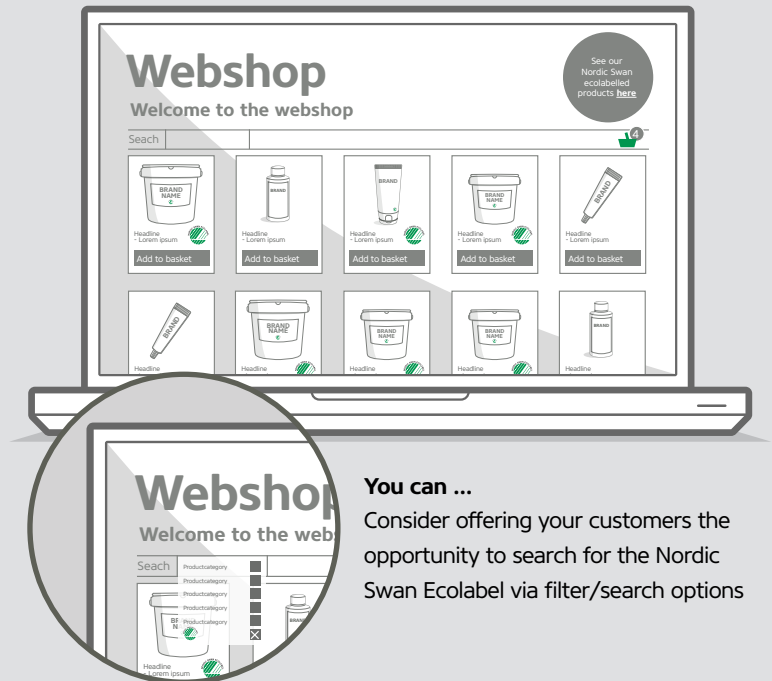 Webshop
Welcome to the webshop
See our
Nordic Swan
ecolabelled
products here
Seach
4
BRAND
NAME
Headline
- Lorem ipsum
Add to basket
BRAND
Headline
- Lorem ipsum
Add to basket
BRAND
Headline
- Lorem ipsum
Add to basket
BRAND
NAME
Headline
- Lorem ipsum
Add to basket
BRAND
Headline
- Lorem ipsum
Add to basket
BRAND
Headline
BRAND
NAME
Headline
BRAND
NAME
Headline
BRAND
NAME
Headline
BRAND
Headline
Webshop
Welcome to the webs
Seach
Productcategory
Productcategory
Productcategory
Productcategory
Productcategory
BR
N
BRAN
Headline
- Lorem ipsum
You can ...
Consider offering your customers the
opportunity to search for the Nordic
Swan Ecolabel via filter/search options